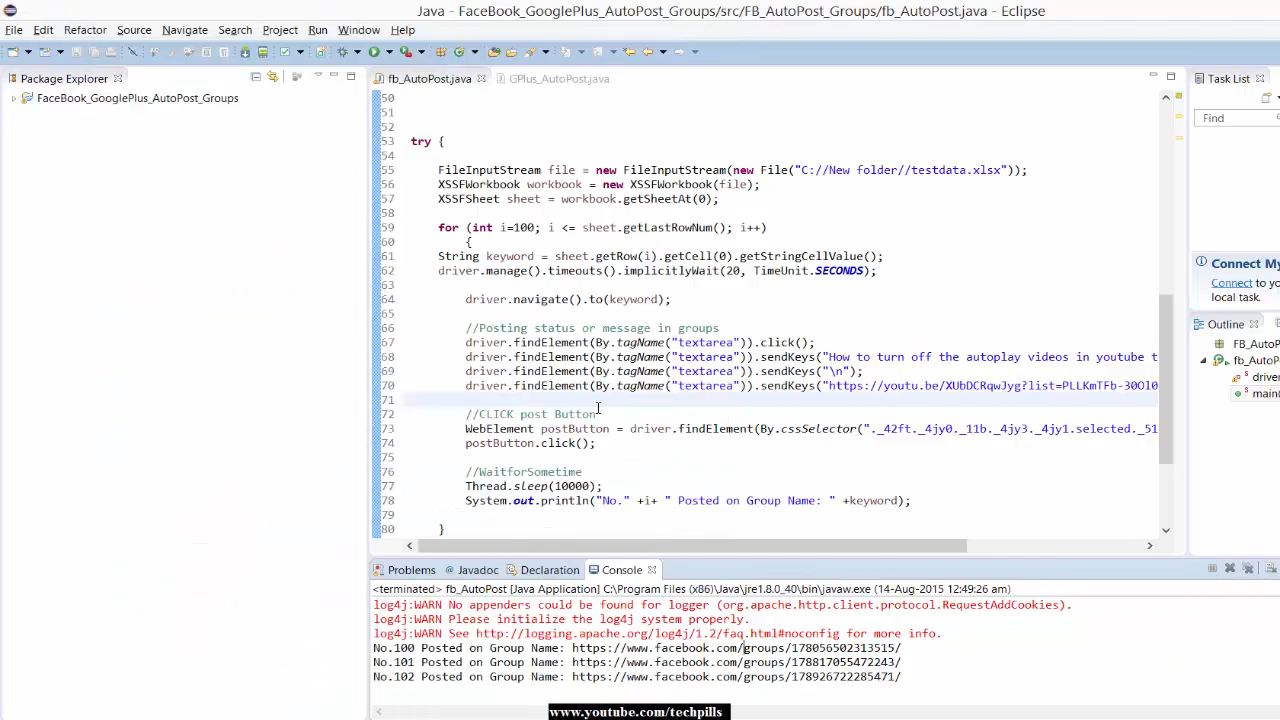 Java - FaceBook_GooglePlus_AutoPost_Groups/src/FB_AutoPost_Groups/fb_AutoPost.java - Eclipse
File Edit Refactor Source Navigate Search Project Run Window Help
Package Explorer
fb_AutoPost.java
GPlus_AutoPost.java
Task List
FaceBook_GooglePlus_AutoPost_Groups
Find
50
51
52
53 try {
54
55 FileInputStream file = new FileInputStream(new File("C://New folder//testdata.xlsx"));
56 XSSFWorkbook workbook = new XSSFWorkbook(file);
57 XSSFSheet sheet = workbook.getSheetAt(0);
58
59 for (int i=100; i <= sheet.getLastRowNum(); i++)
60 {
61 String keyword = sheet.getRow(i).getCell(0).getStringCellValue();
62 driver.manage().timeouts().implicitlyWait(20, TimeUnit.SECONDS);
63
64 driver.navigate().to(keyword);
65
66 //Posting status or message in groups
67 driver.findElement(By.tagName("textarea")).click();
68 driver.findElement(By.tagName("textarea")).sendKeys("How to turn off the autoplay videos in youtube t
69 driver.findElement(By.tagName("textarea")).sendKeys("\n");
70 driver.findElement(By.tagName("textarea")).sendKeys("https://youtu.be/XUbDCRqwJyg?list=PLLKmTFb-30Ol0
71
72 //CLICK post Button
73 WebElement postButton = driver.findElement(By.cssSelector("._42ft._4jy0._11b._4jy3._4jy1.selected._51
74 postButton.click();
75
76 //WaitforSometime
77 Thread.sleep(10000);
78 System.out.println("No." +i+ " Posted on Group Name: " +keyword);
79
80 }
Connect My
Connect to yo
local task.
Outline
FB_AutoP
fb_AutoPo
driver
main(
Problems Javadoc Declaration Console
<terminated> fb_AutoPost [Java Application] C:\Program Files (x86)\Java\jre1.8.0_40\bin\javaw.exe (14-Aug-2015 12:49:26 am)
log4j:WARN No appenders could be found for logger (org.apache.http.client.protocol.RequestAddCookies).
log4j:WARN Please initialize the log4j system properly.
log4j:WARN See http://logging.apache.org/log4j/1.2/faq.html#noconfig for more info.
No.100 Posted on Group Name: https://www.facebook.com/groups/178056502313515/
No.101 Posted on Group Name: https://www.facebook.com/groups/178817055472243/
No.102 Posted on Group Name: https://www.facebook.com/groups/178926722285471/
www.youtube.com/techpills